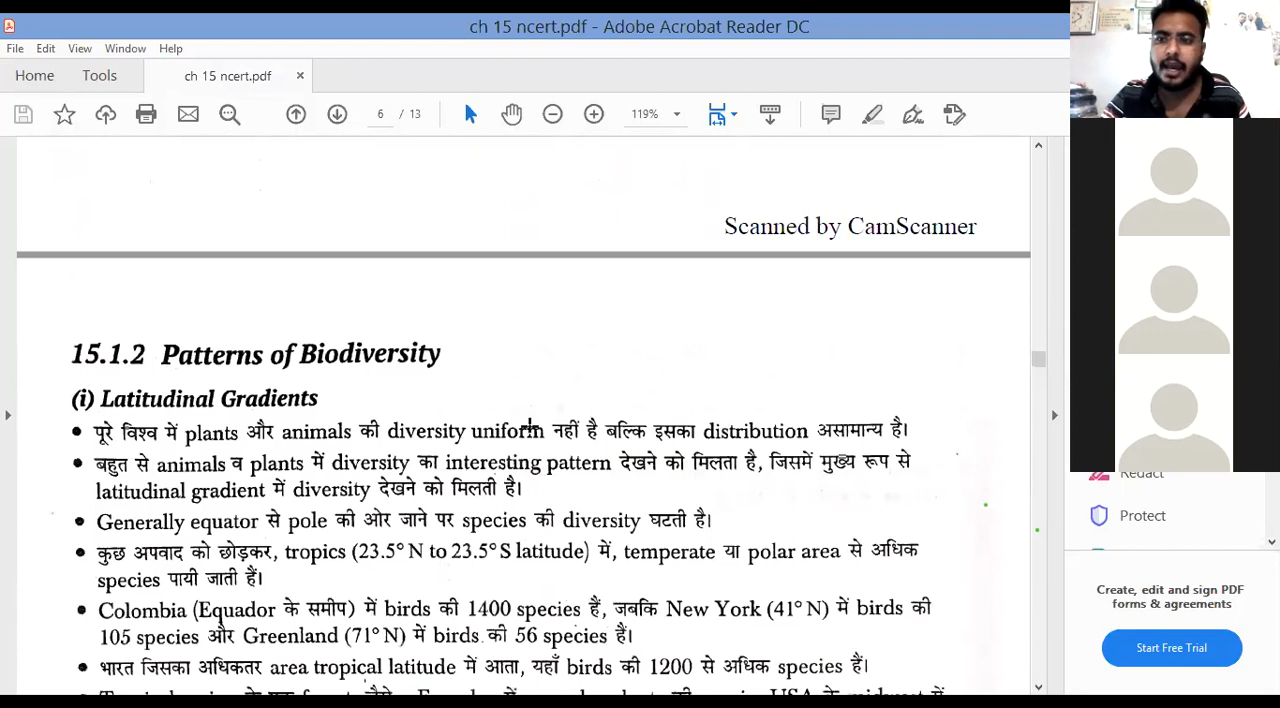 ch 15 ncert.pdf - Adobe Acrobat Reader DC
File Edit View Window Help
Home Tools ch 15 ncert.pdf ×
6 / 13 119%
Scanned by CamScanner
15.1.2 Patterns of Biodiversity
(i) Latitudinal Gradients
• पूरे विश्व में plants और animals की diversity uniform नहीं है बल्कि इसका distribution असामान्य है।
• बहुत से animals व plants में diversity का interesting pattern देखने को मिलता है, जिसमें मुख्य रूप से
latitudinal gradient में diversity देखने को मिलती है।
• Generally equator से pole की ओर जाने पर species की diversity घटती है।
• कुछ अपवाद को छोड़कर, tropics (23.5° N to 23.5° S latitude) में, temperate या polar area से अधिक
species पायी जाती हैं।
• Colombia (Equador के समीप) में birds की 1400 species हैं, जबकि New York (41° N) में birds की
105 species और Greenland (71° N) में birds की 56 species हैं।
• भारत जिसका अधिकतर area tropical latitude में आता, यहाँ birds की 1200 से अधिक species हैं।
Redact
Protect
Create, edit and sign PDF
forms & agreements
Start Free Trial